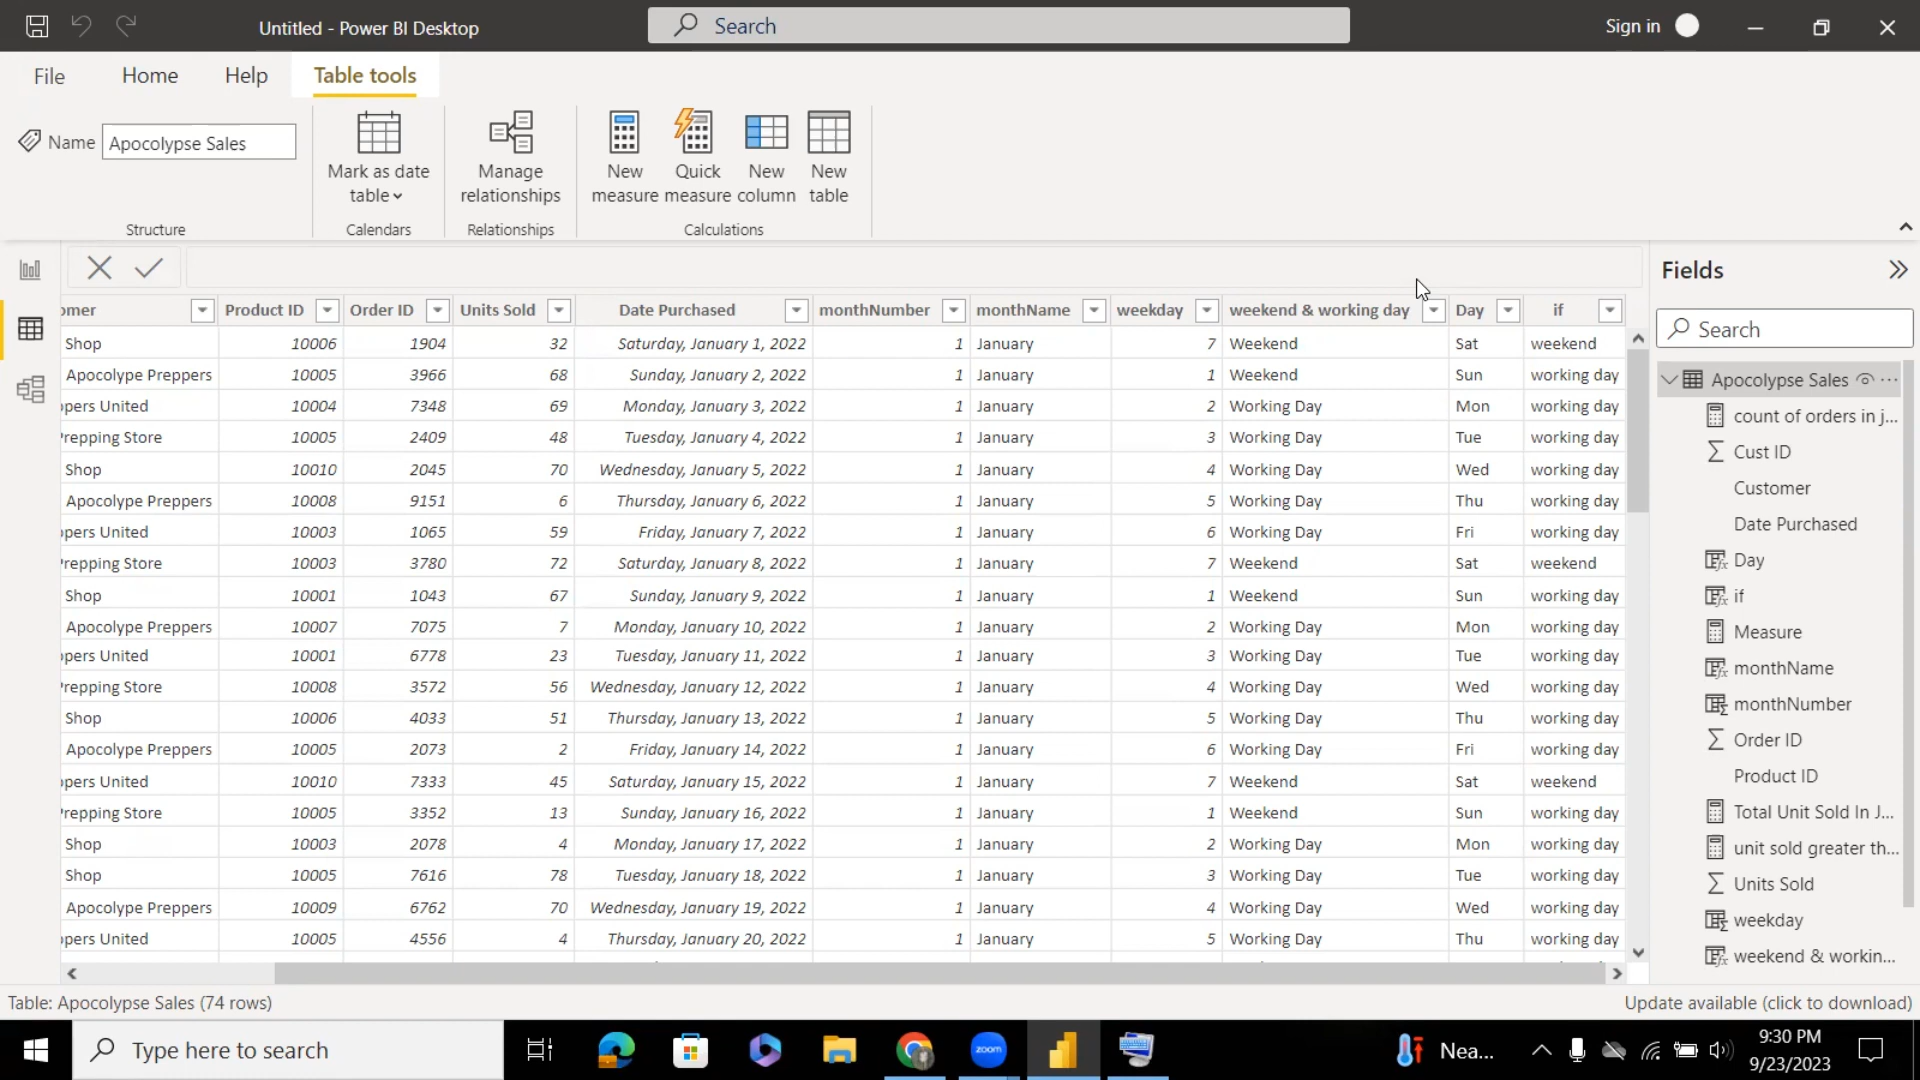 Untitled - Power BI Desktop
Search
Sign in
File Home Help Table tools
Name Apocolypse Sales
Mark as date table
Manage relationships
New measure
Quick measure
New column
New table
Structure Calendars Relationships Calculations
Fields
Search
omer Product ID Order ID Units Sold Date Purchased monthNumber monthName weekday weekend & working day Day if
Shop 10006 1904 32 Saturday, January 1, 2022 1 January 7 Weekend Sat weekend
Apocolype Preppers 10005 3966 68 Sunday, January 2, 2022 1 January 1 Weekend Sun working day
pers United 10004 7348 69 Monday, January 3, 2022 1 January 2 Working Day Mon working day
Prepping Store 10005 2409 48 Tuesday, January 4, 2022 1 January 3 Working Day Tue working day
Shop 10010 2045 70 Wednesday, January 5, 2022 1 January 4 Working Day Wed working day
Apocolype Preppers 10008 9151 6 Thursday, January 6, 2022 1 January 5 Working Day Thu working day
pers United 10003 1065 59 Friday, January 7, 2022 1 January 6 Working Day Fri working day
Prepping Store 10003 3780 72 Saturday, January 8, 2022 1 January 7 Weekend Sat weekend
Shop 10001 1043 67 Sunday, January 9, 2022 1 January 1 Weekend Sun working day
Apocolype Preppers 10007 7075 7 Monday, January 10, 2022 1 January 2 Working Day Mon working day
pers United 10001 6778 23 Tuesday, January 11, 2022 1 January 3 Working Day Tue working day
Prepping Store 10008 3572 56 Wednesday, January 12, 2022 1 January 4 Working Day Wed working day
Shop 10006 4033 51 Thursday, January 13, 2022 1 January 5 Working Day Thu working day
Apocolype Preppers 10005 2073 2 Friday, January 14, 2022 1 January 6 Working Day Fri working day
pers United 10010 7333 45 Saturday, January 15, 2022 1 January 7 Weekend Sat weekend
Prepping Store 10005 3352 13 Sunday, January 16, 2022 1 January 1 Weekend Sun working day
Shop 10003 2078 4 Monday, January 17, 2022 1 January 2 Working Day Mon working day
Shop 10005 7616 78 Tuesday, January 18, 2022 1 January 3 Working Day Tue working day
Apocolype Preppers 10009 6762 70 Wednesday, January 19, 2022 1 January 4 Working Day Wed working day
pers United 10005 4556 4 Thursday, January 20, 2022 1 January 5 Working Day Thu working day
Apocolypse Sales
count of orders in j...
Cust ID
Customer
Date Purchased
Day
if
Measure
monthName
monthNumber
Order ID
Product ID
Total Unit Sold In J...
unit sold greater th...
Units Sold
weekday
weekend & workin...
Table: Apocolypse Sales (74 rows)
Update available (click to download)
Type here to search
zoom
Nea...
9:30 PM
9/23/2023